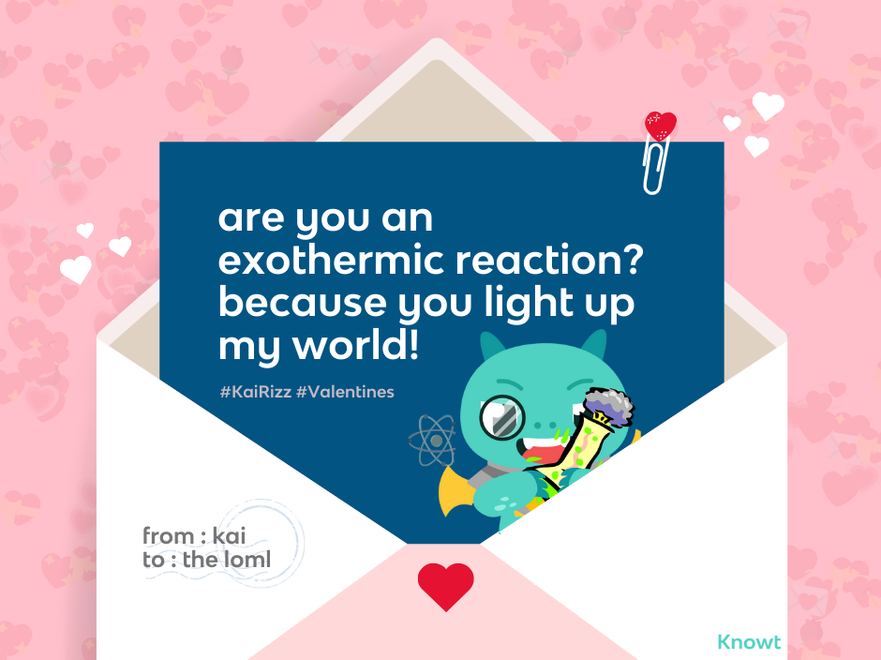 are you an
exothermic reaction?
because you light up
my world!
#KaiRizz #Valentines
from : kai
to : the loml
Knowt